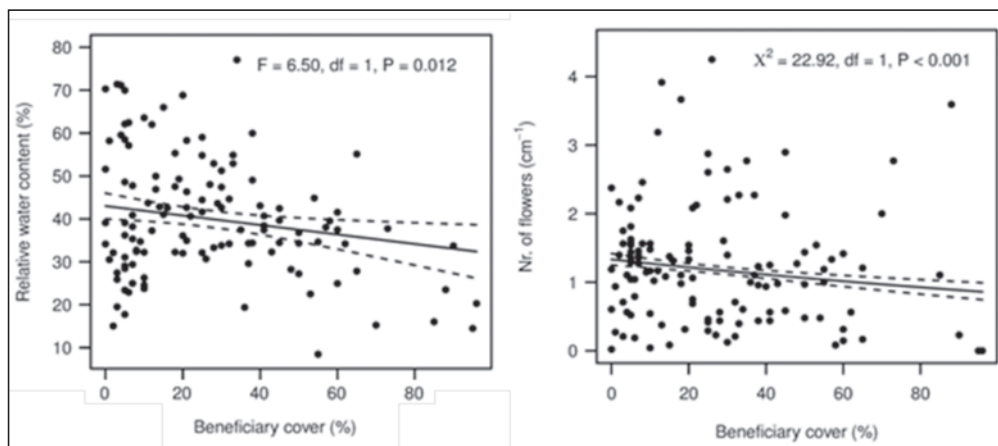 F = 6.50, df = 1, P = 0.012
Relative water content (%)
80
70
60
50
40
30
20
10
0 20 40 60 80
Beneficiary cover (%)
X² = 22.92, df = 1, P < 0.001
Nr. of flowers (cm⁻¹)
4
3
2
1
0
0 20 40 60 80
Beneficiary cover (%)